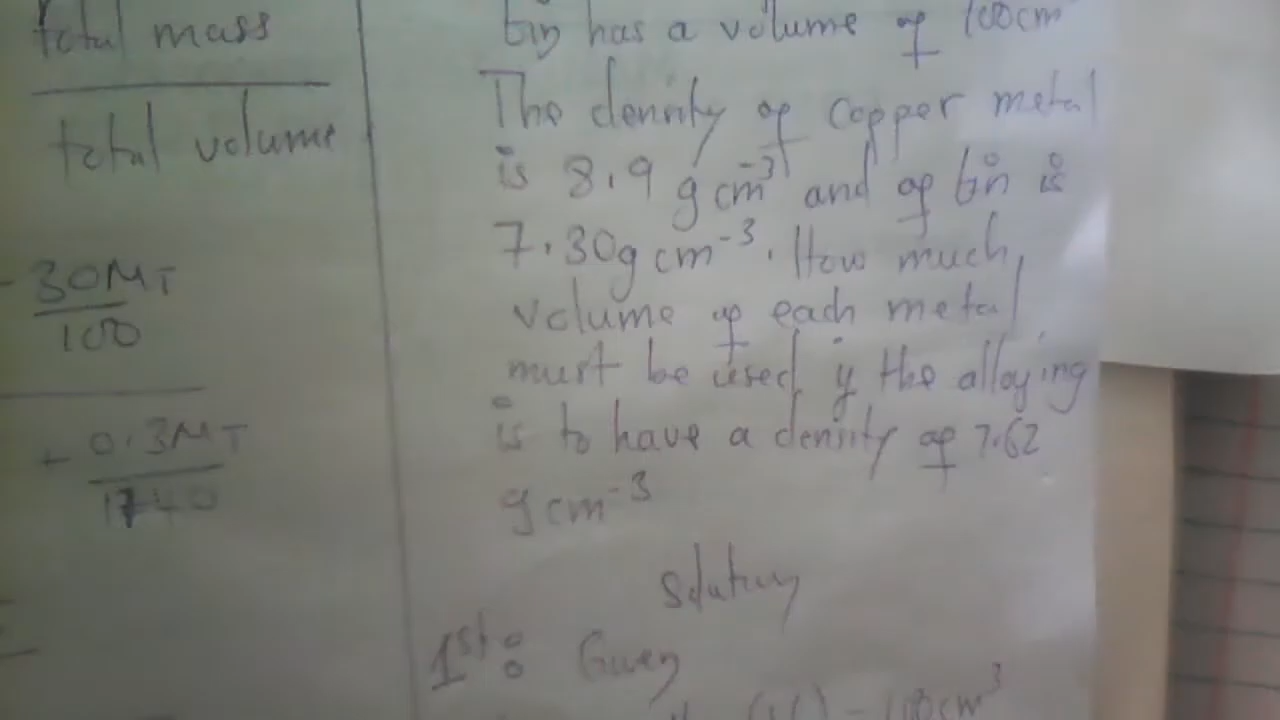 total mass
total volume
30MT
100
0.3MT
1740
tin has a volume of 100cm
The density of copper metal
is 8.9 g cm⁻³ and of tin is
7.30g cm⁻³. How much
volume of each metal
must be used if the alloying
is to have a density of 7.62
g cm⁻³
Solution
1st: Given
100cm³